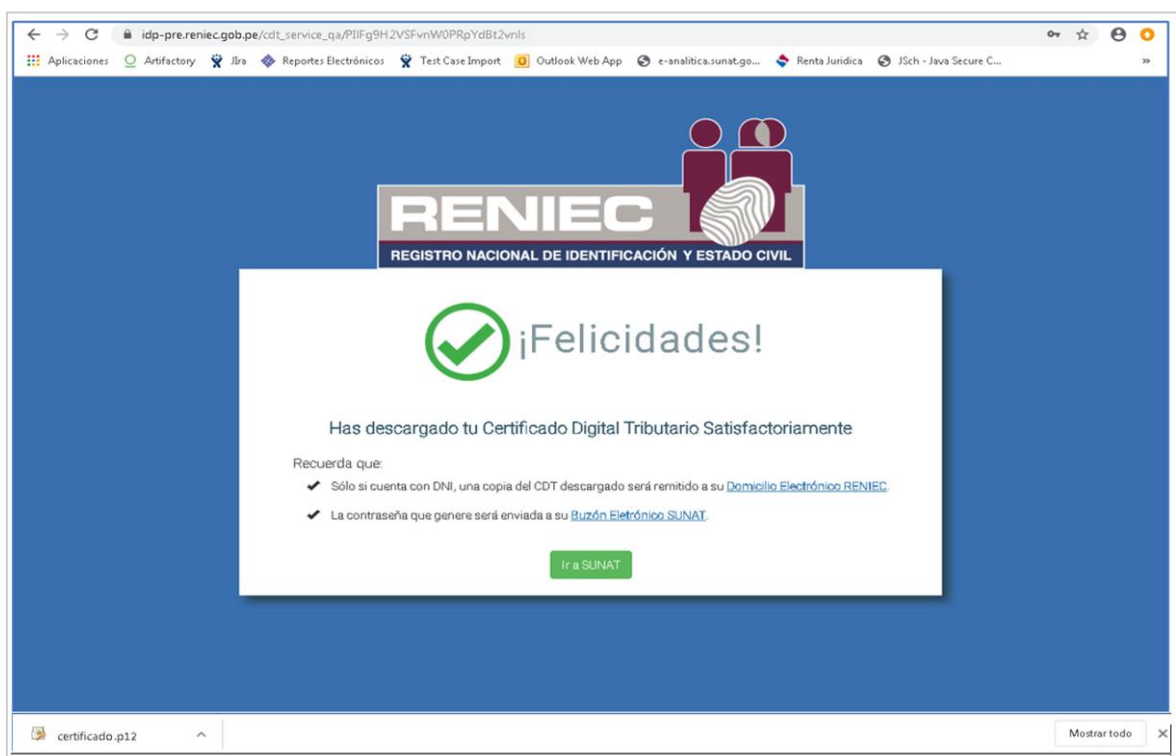 idp-pre.reniec.gob.pe/cdt_service_qa/PIlFg9H2VSFvnW0PRpYdBt2vnls
Aplicaciones Artifactory JIra Reportes Electrónicos Test Case Import Outlook Web App e-analitica.sunat.go... Renta Juridica JSch - Java Secure C... »
RENIEC
REGISTRO NACIONAL DE IDENTIFICACIÓN Y ESTADO CIVIL
¡Felicidades!
Has descargado tu Certificado Digital Tributario Satisfactoriamente
Recuerda que:
Sólo si cuenta con DNI, una copia del CDT descargado será remitido a su Domicilio Electrónico RENIEC.
La contraseña que genere será enviada a su Buzón Eletrónico SUNAT.
Ir a SUNAT
certificado.p12
Mostrar todo